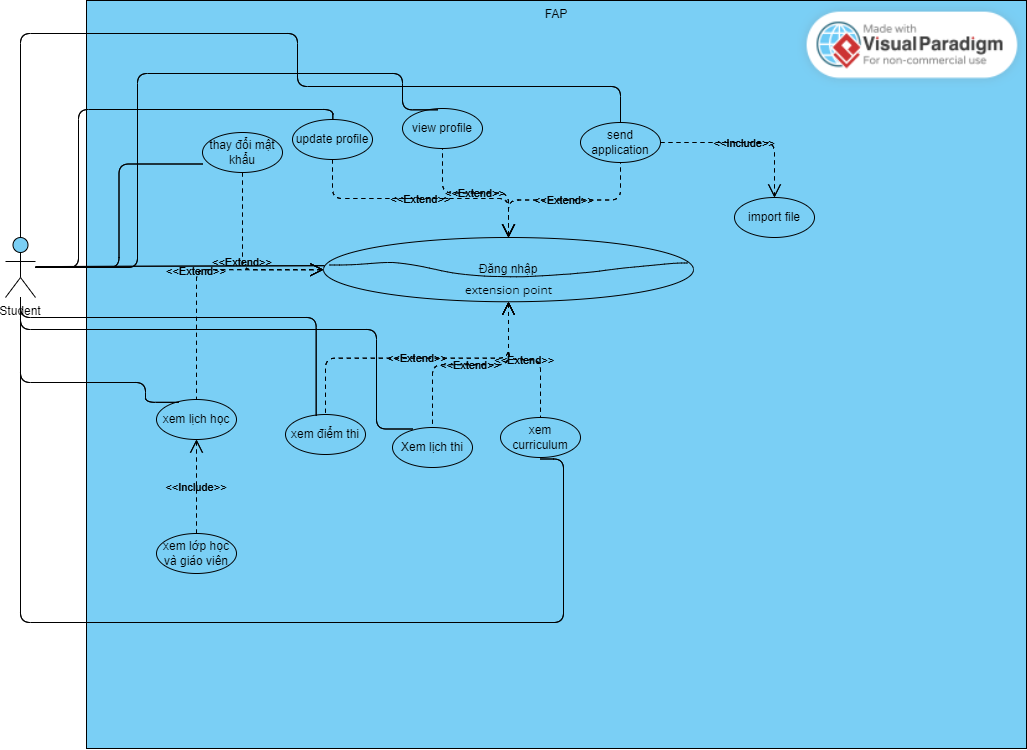 FAP
Made with
Visual Paradigm
For non-commercial use
thay đổi mật
khẩu
update profile
view profile
send
application
<<Include>>
<<Extend>>
<<Extend>>
<<Extend>>
import file
<<Extend>>
<<Extend>>
Đăng nhập
extension point
Student
<<Extend>>
<<Extend>>
<<Extend>>
xem lịch học
xem điểm thi
Xem lịch thi
xem
curriculum
<<Include>>
xem lớp học
và giáo viên